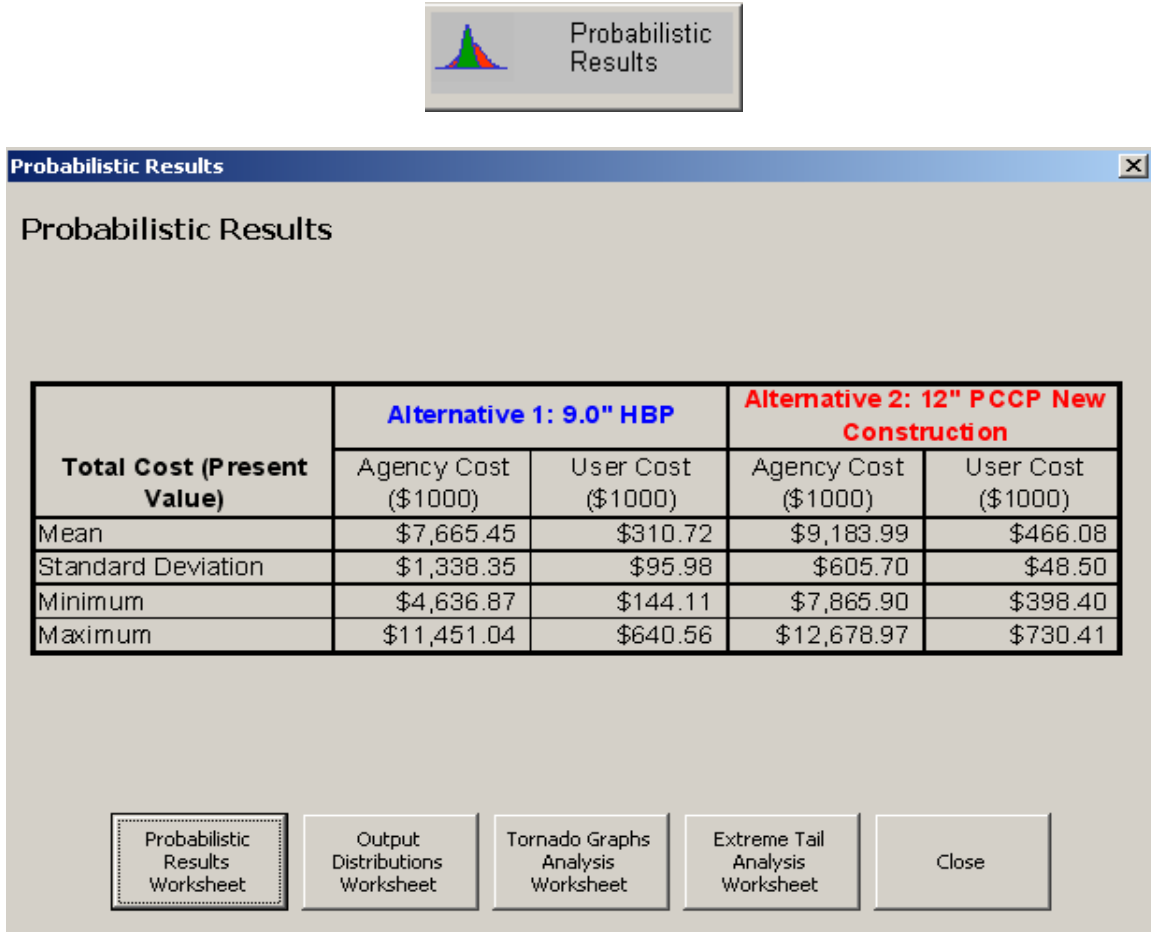 Probabilistic
Results
Probabilistic Results
Probabilistic Results
Alternative 1: 9.0" HBP
Alternative 2: 12" PCCP New
Construction
Total Cost (Present
Value)
Agency Cost
($1000)
User Cost
($1000)
Agency Cost
($1000)
User Cost
($1000)
Mean $7,665.45 $310.72 $9,183.99 $466.08
Standard Deviation $1,338.35 $95.98 $605.70 $48.50
Minimum $4,636.87 $144.11 $7,865.90 $398.40
Maximum $11,451.04 $640.56 $12,678.97 $730.41
Probabilistic
Results
Worksheet
Output
Distributions
Worksheet
Tornado Graphs
Analysis
Worksheet
Extreme Tail
Analysis
Worksheet
Close